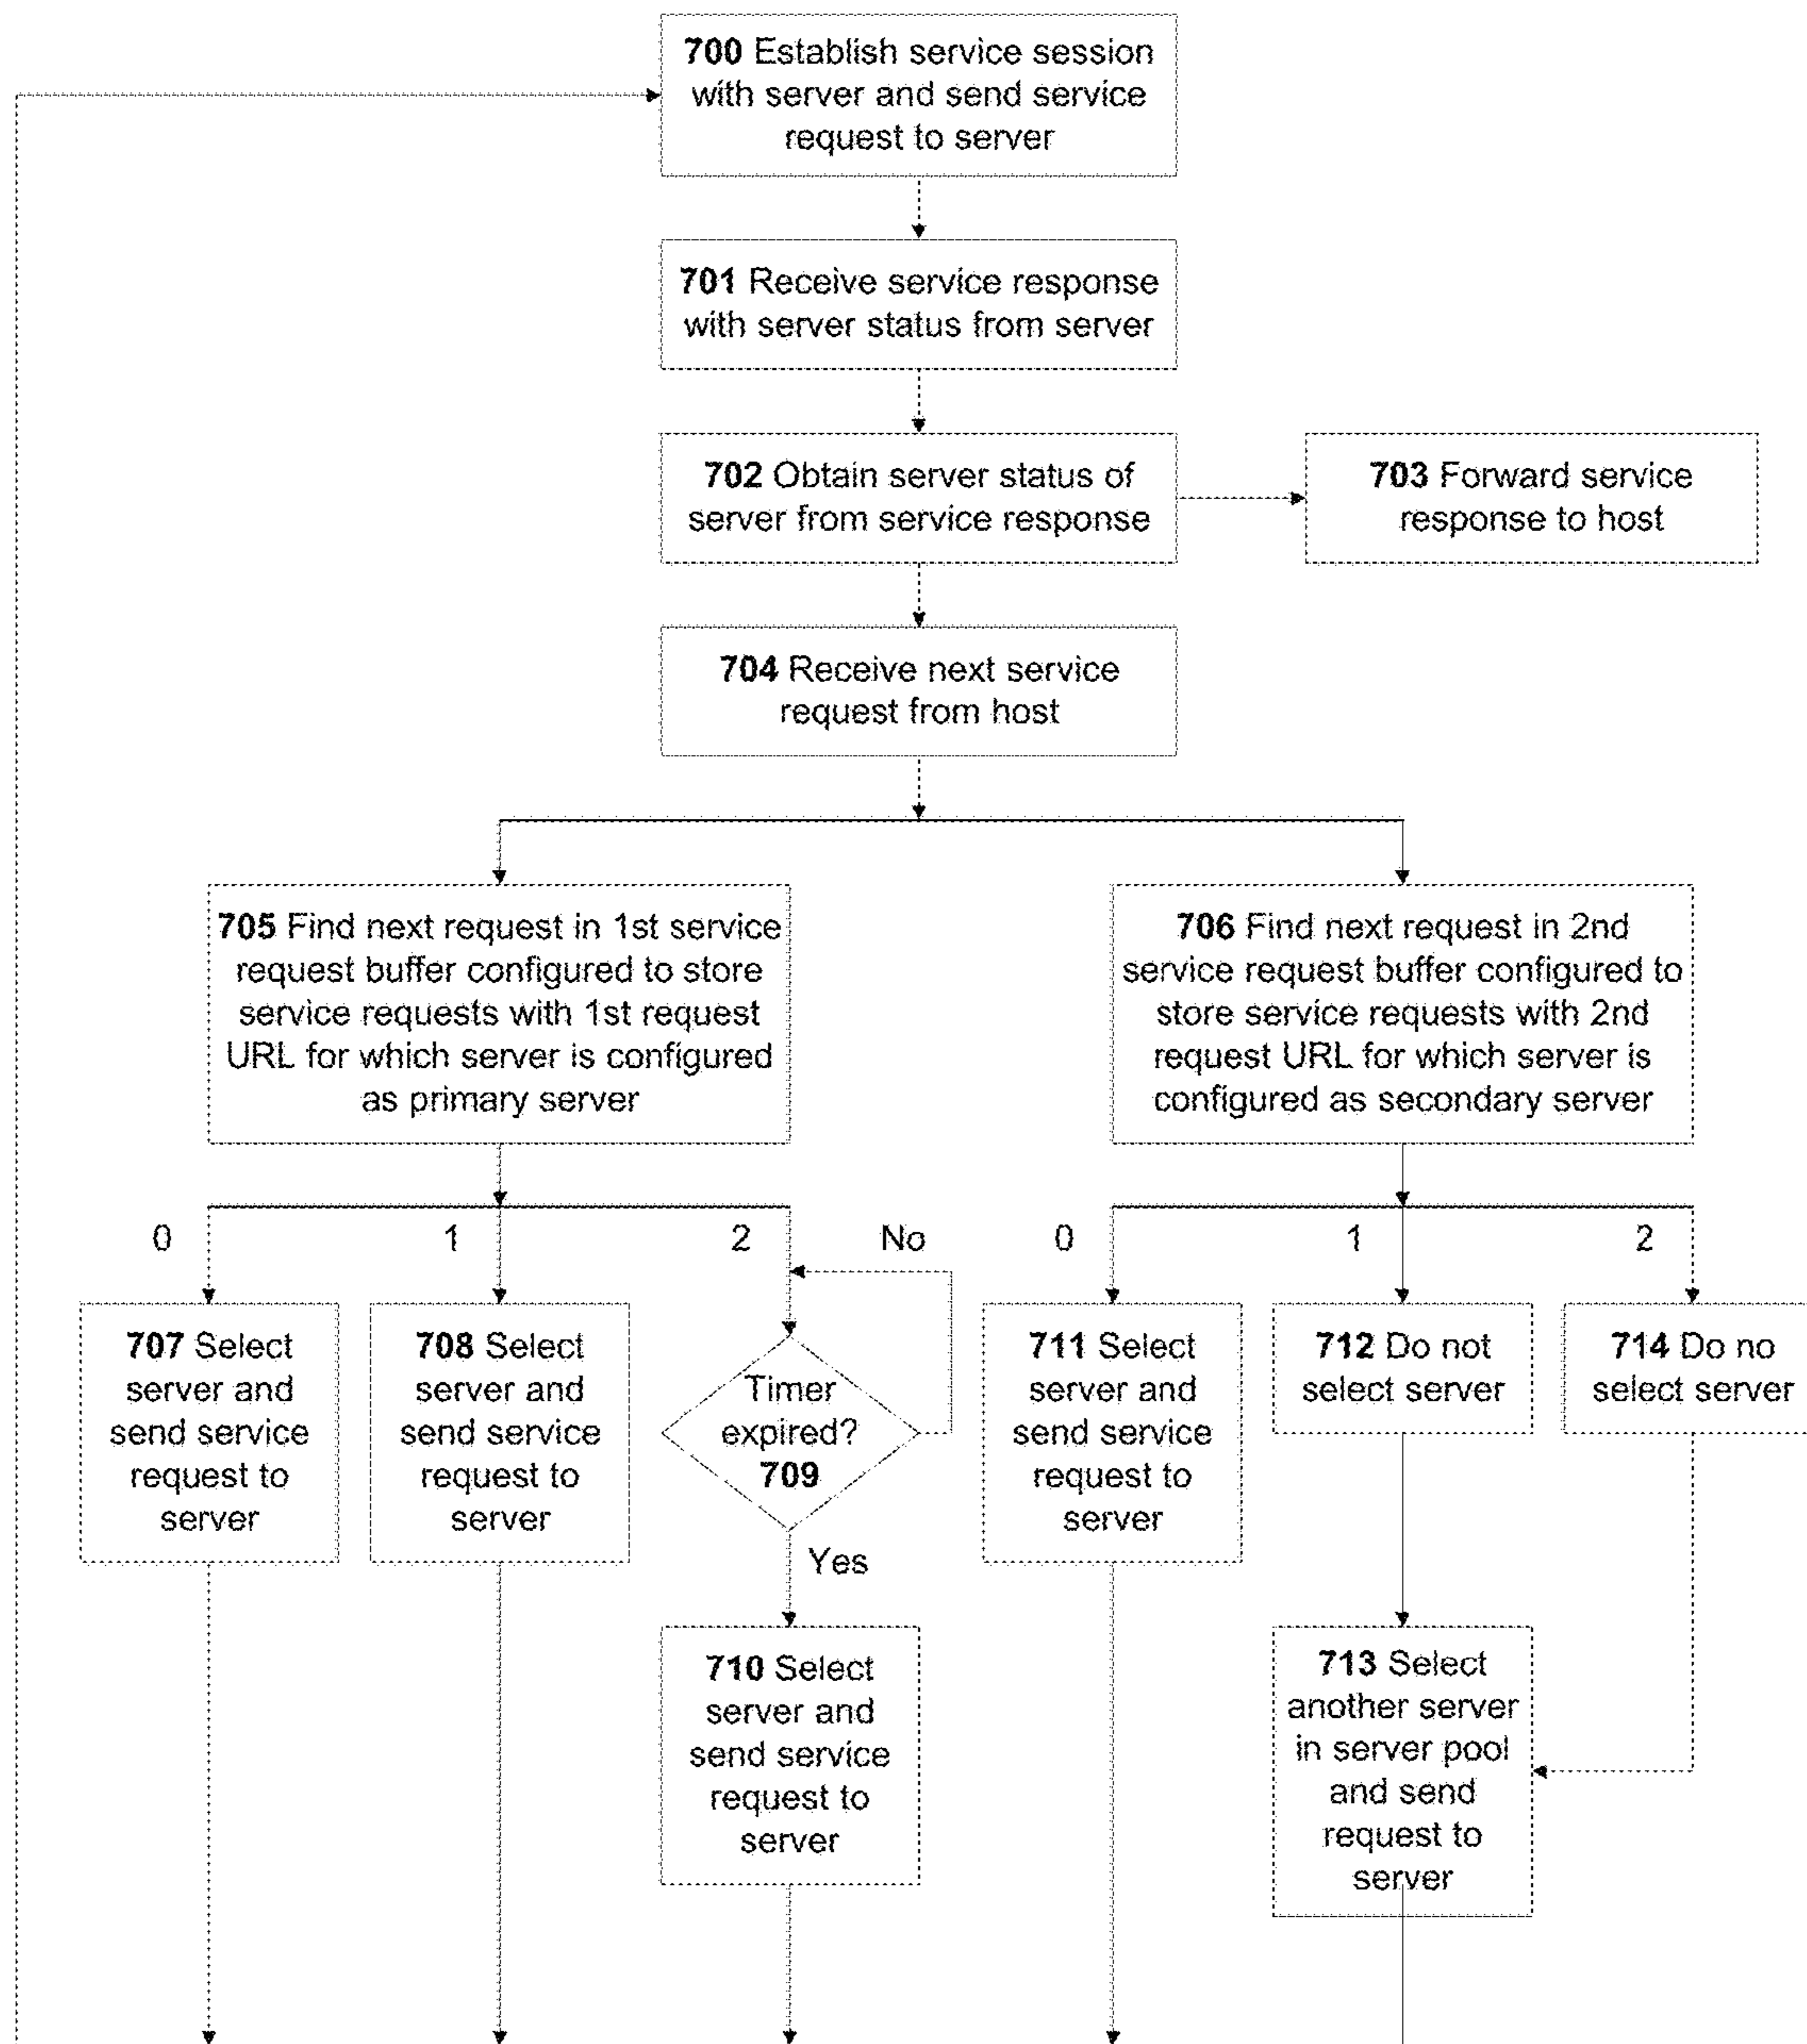 700 Establish service session
with server and send service
request to server
701 Receive service response
with server status from server
702 Obtain server status of
server from service response
703 Forward service
response to host
704 Receive next service
request from host
705 Find next request in 1st service
request buffer configured to store
service requests with 1st request
URL for which server is configured
as primary server
706 Find next request in 2nd
service request buffer configured to
store service requests with 2nd
request URL for which server is
configured as secondary server
0
1
2
No
0
1
2
707 Select
server and
send service
request to
server
708 Select
server and
send service
request to
server
Timer
expired?
709
711 Select
server and
send service
request to
server
712 Do not
select server
714 Do no
select server
Yes
710 Select
server and
send service
request to
server
713 Select
another server
in server pool
and send
request to
server